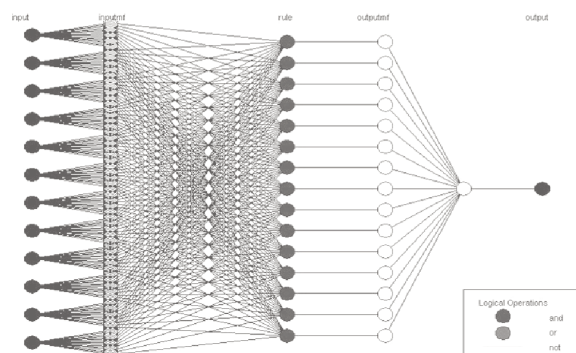 input inputmf rule outputmf output
Logical Operations
and
or
not